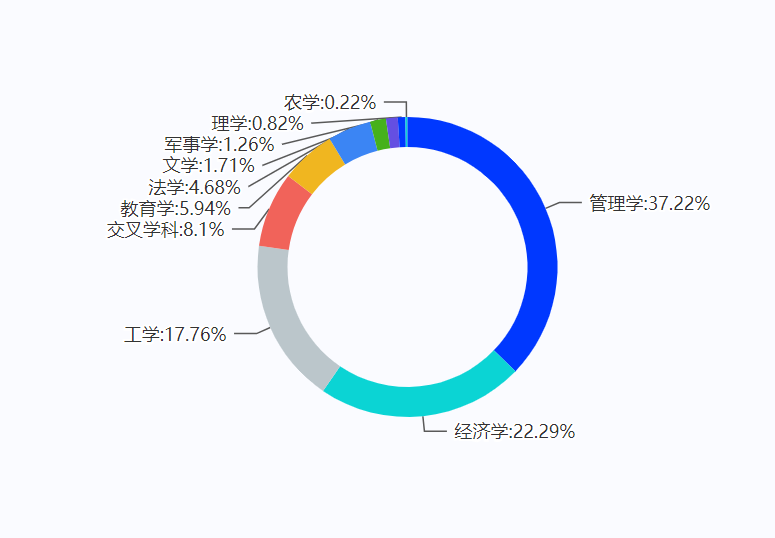 农学:0.22%
理学:0.82%
军事学:1.26%
文学:1.71%
法学:4.68%
教育学:5.94%
管理学:37.22%
交叉学科:8.1%
工学:17.76%
经济学:22.29%